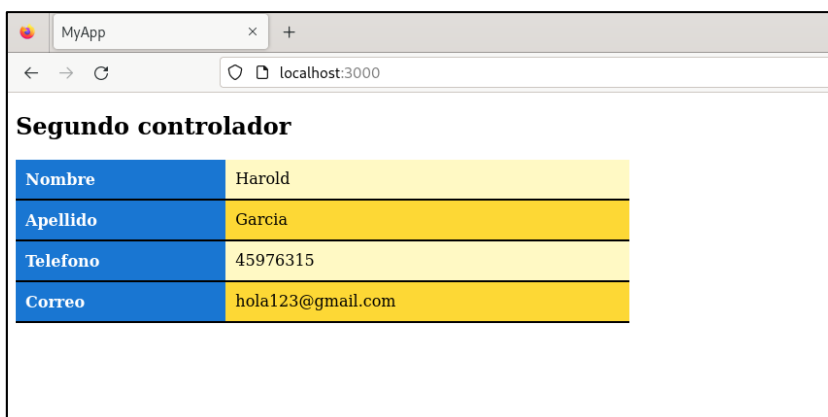 MyApp
localhost:3000
Segundo controlador
Nombre Harold
Apellido Garcia
Telefono 45976315
Correo hola123@gmail.com